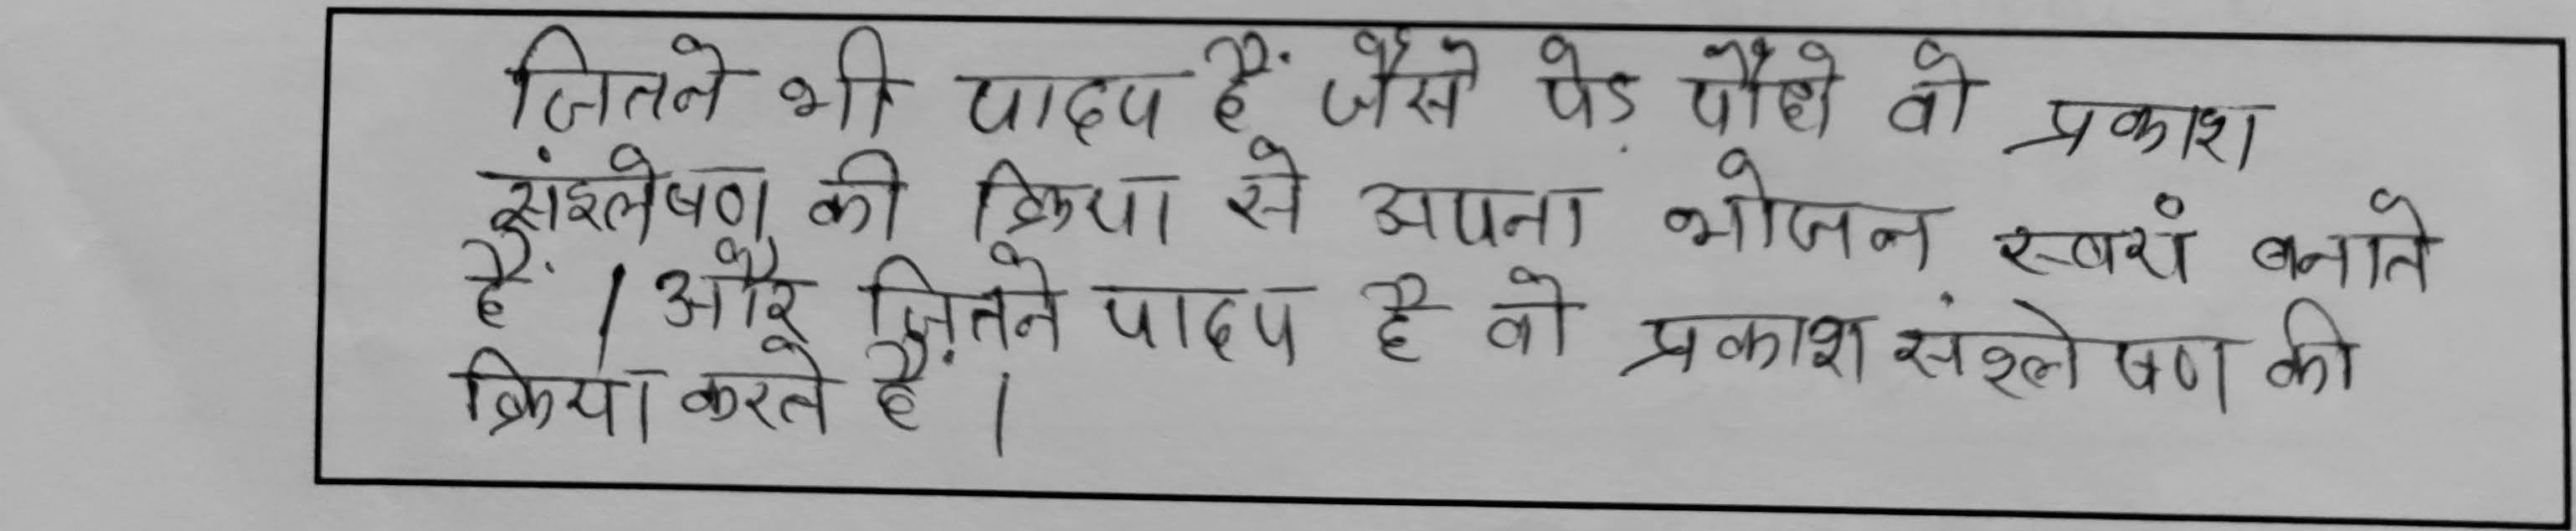 जितने भी पादप हैं जैसे पेड़ पौधे वो प्रकाश
संश्लेषण की क्रिया से अपना भोजन स्वयं बनाते
हैं। और जितने पादप है वो प्रकाश संश्लेषण की
क्रिया करते है।